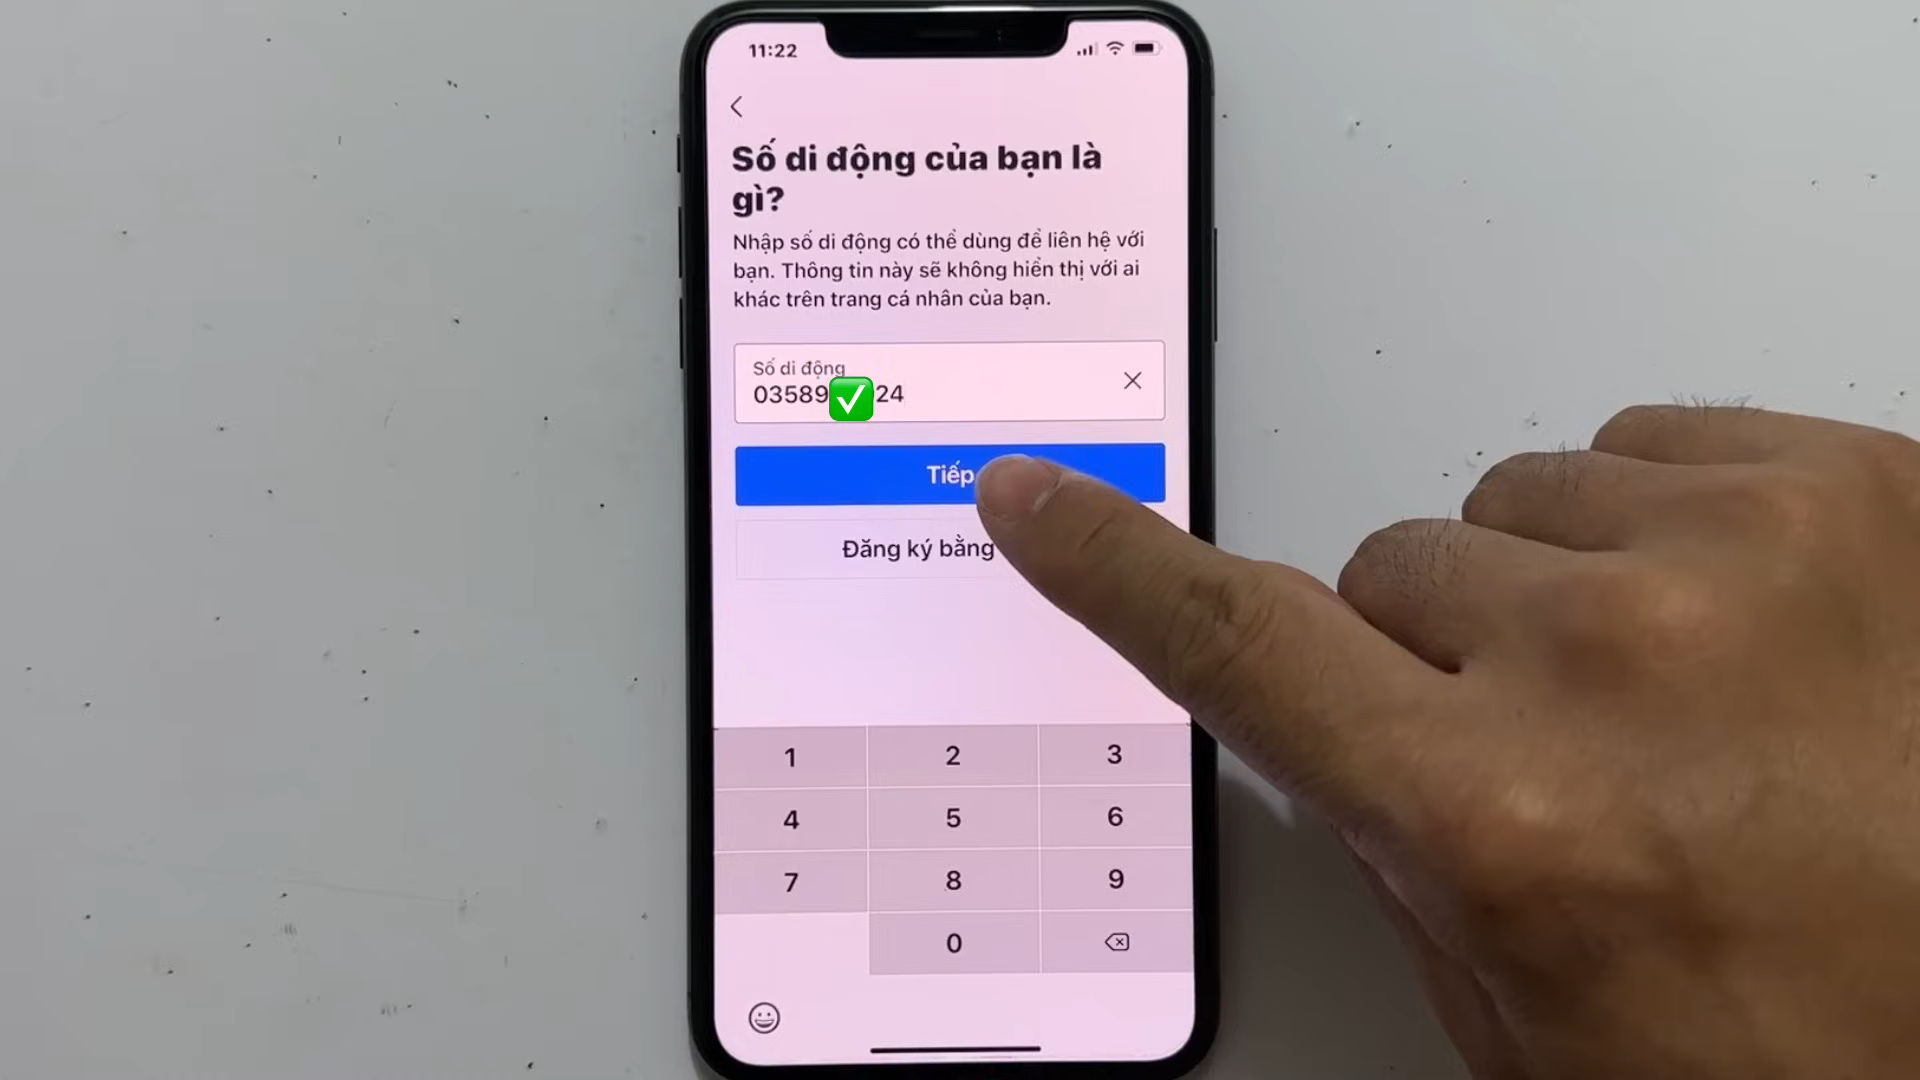 11:22
Số di động của bạn là
gì?
Nhập số di động có thể dùng để liên hệ với
bạn. Thông tin này sẽ không hiển thị với ai
khác trên trang cá nhân của bạn.
Số di động
03589 24
Tiếp
Đăng ký bằng
1 2 3
4 5 6
7 8 9
0